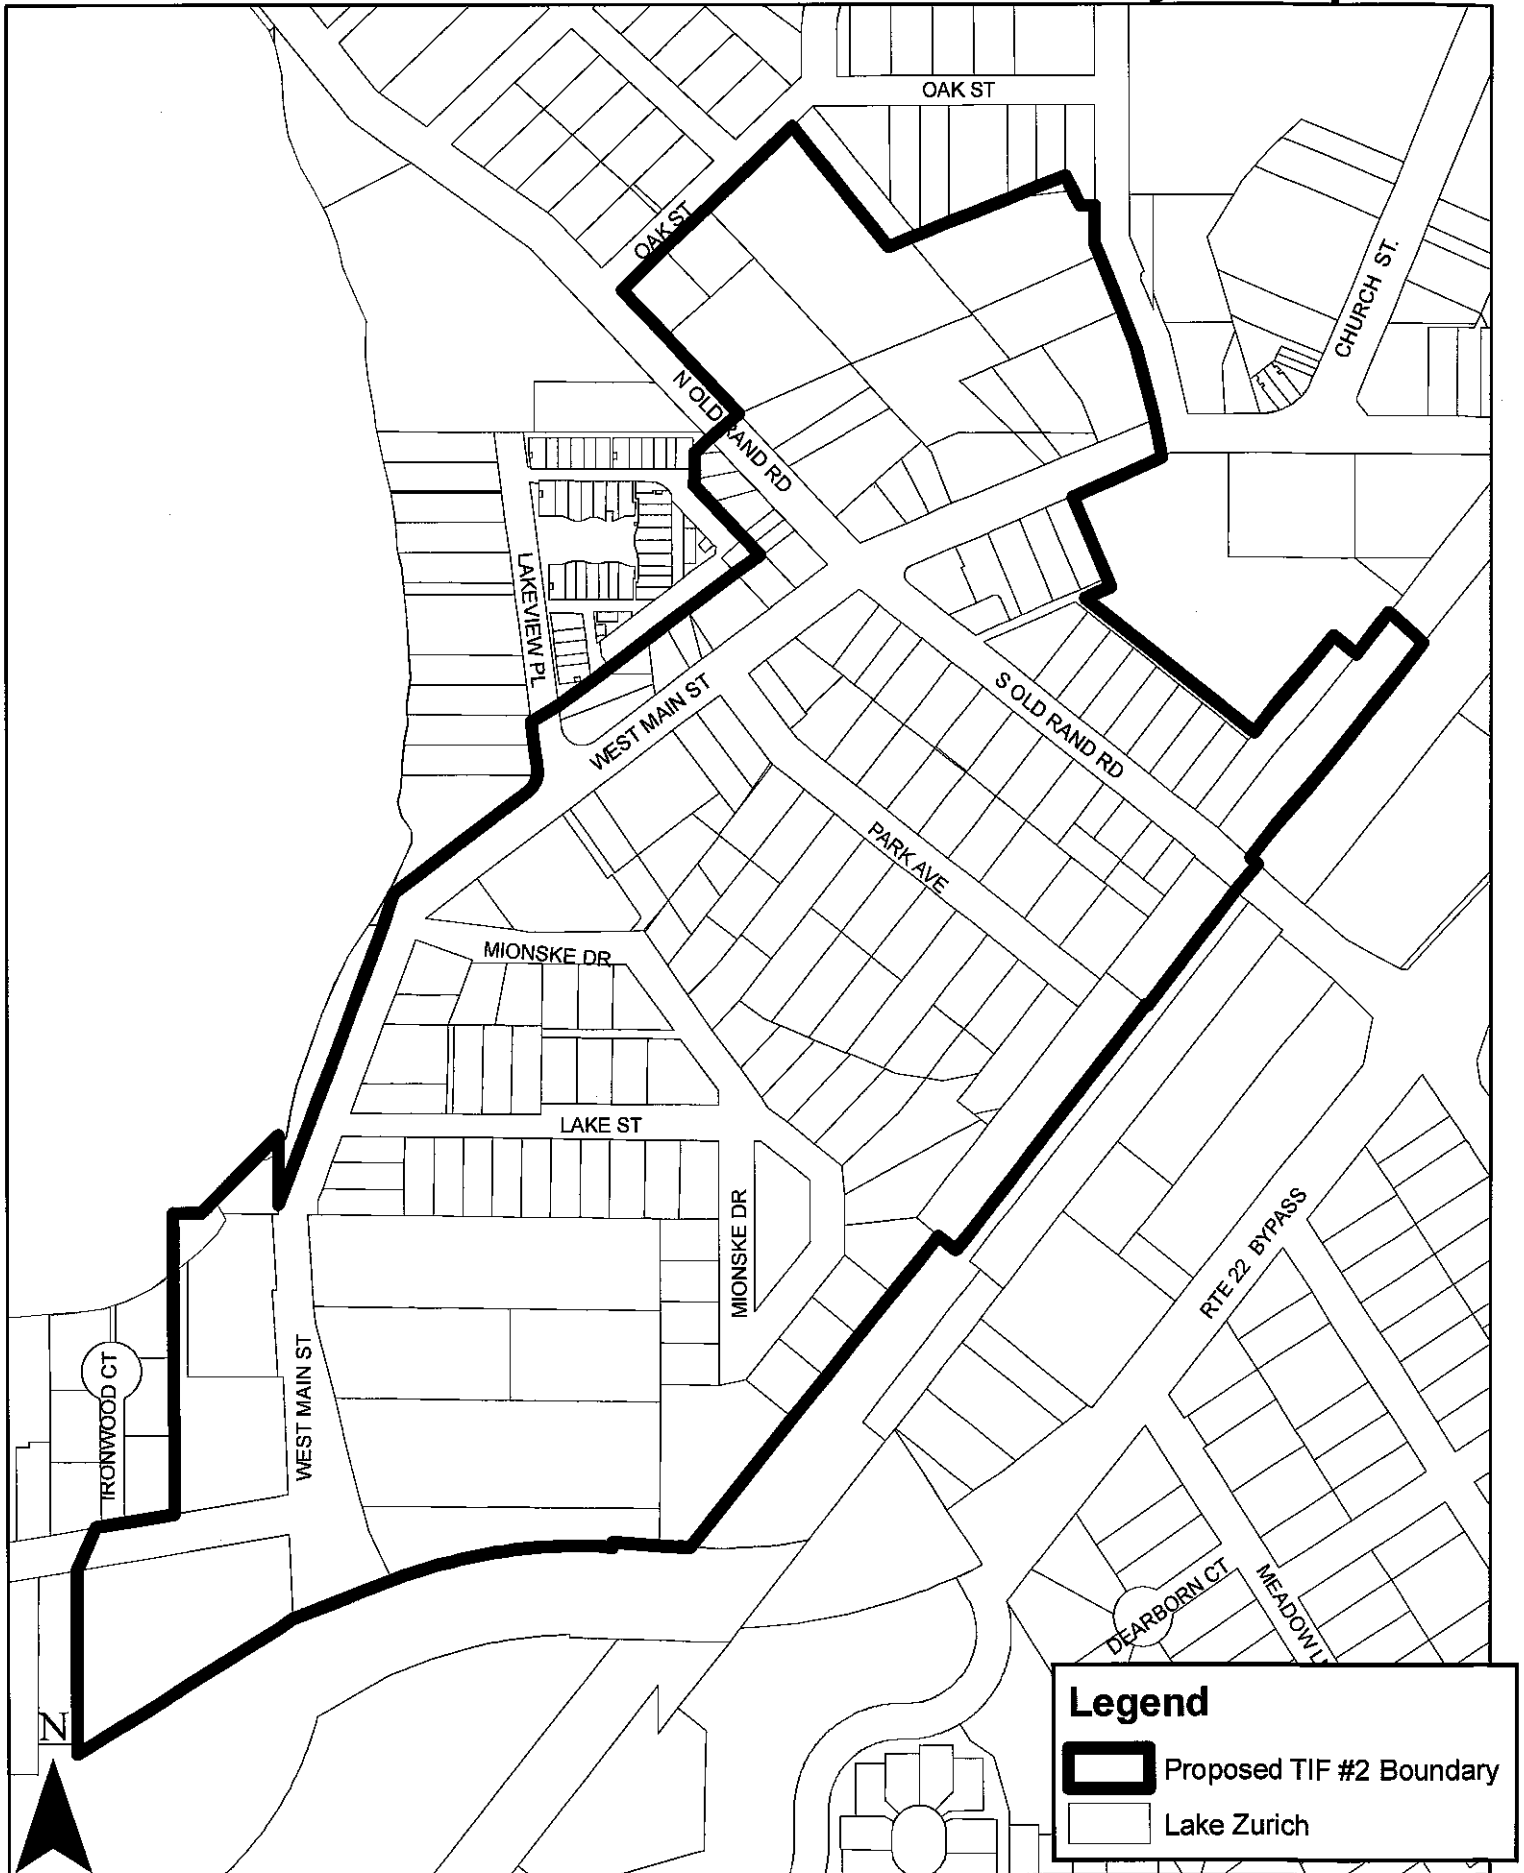 OAK ST
OAK ST
CHURCH ST.
N OLD RAND RD
LAKEVIEW PL
WEST MAIN ST
S OLD RAND RD
PARK AVE
MIONSKE DR
LAKE ST
MIONSKE DR
RTE 22 BYPASS
IRONWOOD CT
WEST MAIN ST
DEARBORN CT
MEADOW
N
Legend
Proposed TIF #2 Boundary
Lake Zurich